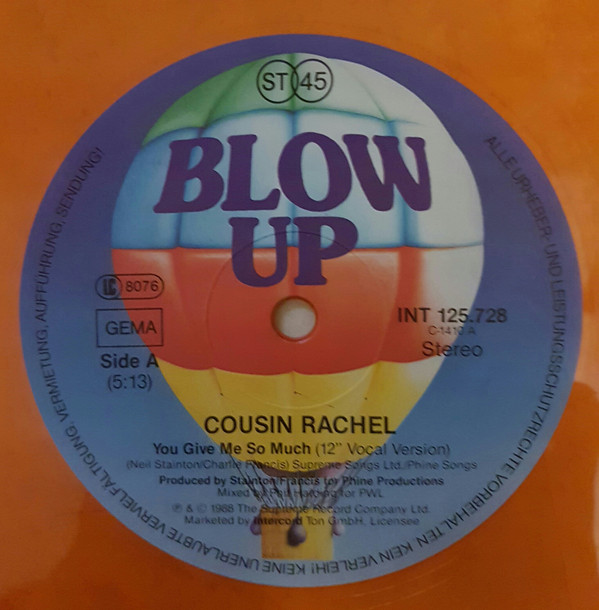 ST 45
BLOW
UP
LC 8076
GEMA
Side A
(5:13)
INT 125.728
C-1419 A
Stereo
COUSIN RACHEL
You Give Me So Much (12" Vocal Version)
(Neil Stainton/Charlie Francis) Supreme Songs Ltd./Phine Songs
Produced by Stainton/Francis for Phine Productions
Mixed by Phil Harding for PWL
℗ & © 1988 The Supreme Record Company Ltd.
Marketed by Intercord Ton GmbH, Licensee
ALLE URHEBER- UND LEISTUNGSSCHUTZRECHTE VORBEHALTEN. KEIN VERLEIH! KEINE UNERLAUBTE VERVIELFÄLTIGUNG, VERMIETUNG, AUFFÜHRUNG, SENDUNG!